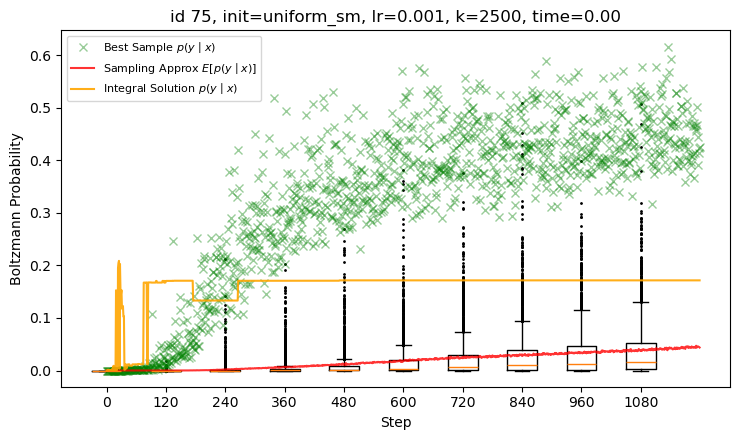 id 75, init=uniform_sm, lr=0.001, k=2500, time=0.00
Best Sample p(y | x)
Sampling Approx E[p(y | x)]
Integral Solution p(y | x)
Boltzmann Probability
0.6
0.5
0.4
0.3
0.2
0.1
0.0
0 120 240 360 480 600 720 840 960 1080
Step